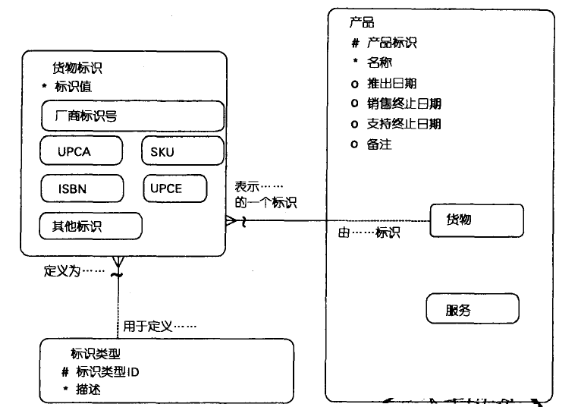 货物标识
* 标识值
厂商标识号
UPCA
SKU
ISBN
UPCE
其他标识
定义为……
用于定义……
标识类型
# 标识类型ID
* 描述
表示……
的一个标识
由……标识
产品
# 产品标识
* 名称
o 推出日期
o 销售终止日期
o 支持终止日期
o 备注
货物
服务